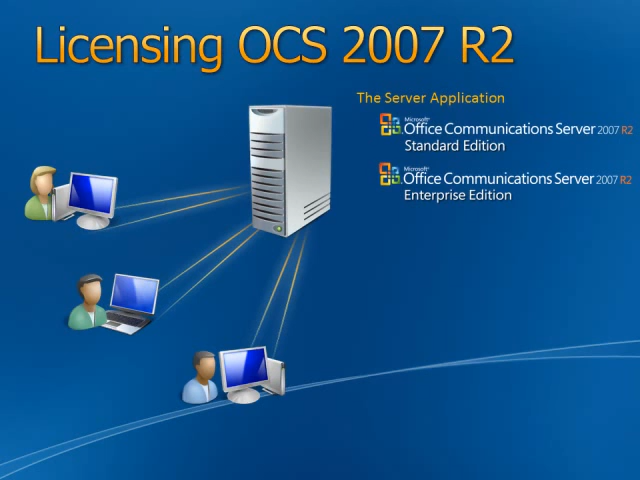 Licensing OCS 2007 R2
The Server Application
Microsoft®
Office Communications Server 2007 R2
Standard Edition
Microsoft®
Office Communications Server 2007 R2
Enterprise Edition